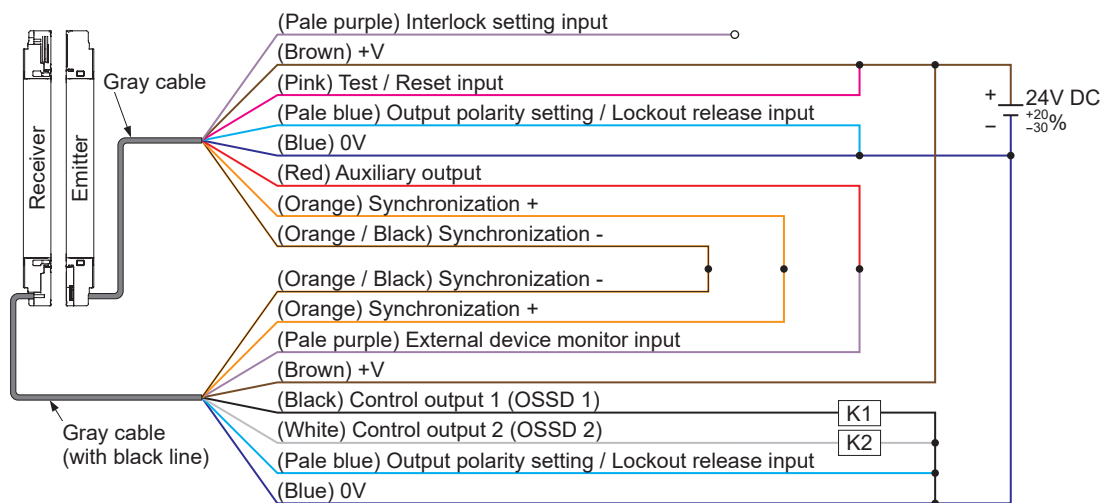 (Pale purple) Interlock setting input
(Brown) +V
Gray cable
(Pink) Test / Reset input
(Pale blue) Output polarity setting / Lockout release input
(Blue) 0V
(Red) Auxiliary output
(Orange) Synchronization +
(Orange / Black) Synchronization -
+
−
24V DC
+20
−30 %
Receiver
Emitter
(Orange / Black) Synchronization -
(Orange) Synchronization +
(Pale purple) External device monitor input
(Brown) +V
(Black) Control output 1 (OSSD 1)
K1
(White) Control output 2 (OSSD 2)
K2
(Pale blue) Output polarity setting / Lockout release input
(Blue) 0V
Gray cable
(with black line)